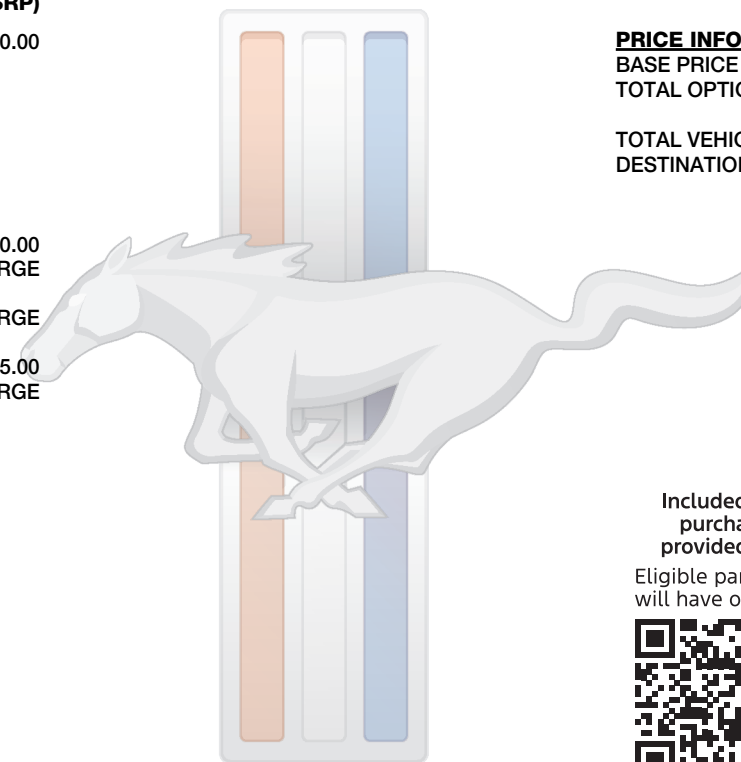 SRP)
0.00
0.00
RGE
RGE
5.00
RGE
PRICE INFO
BASE PRICE
TOTAL OPTIO
TOTAL VEHIC
DESTINATION
Included
purcha
provided
Eligible par
will have o